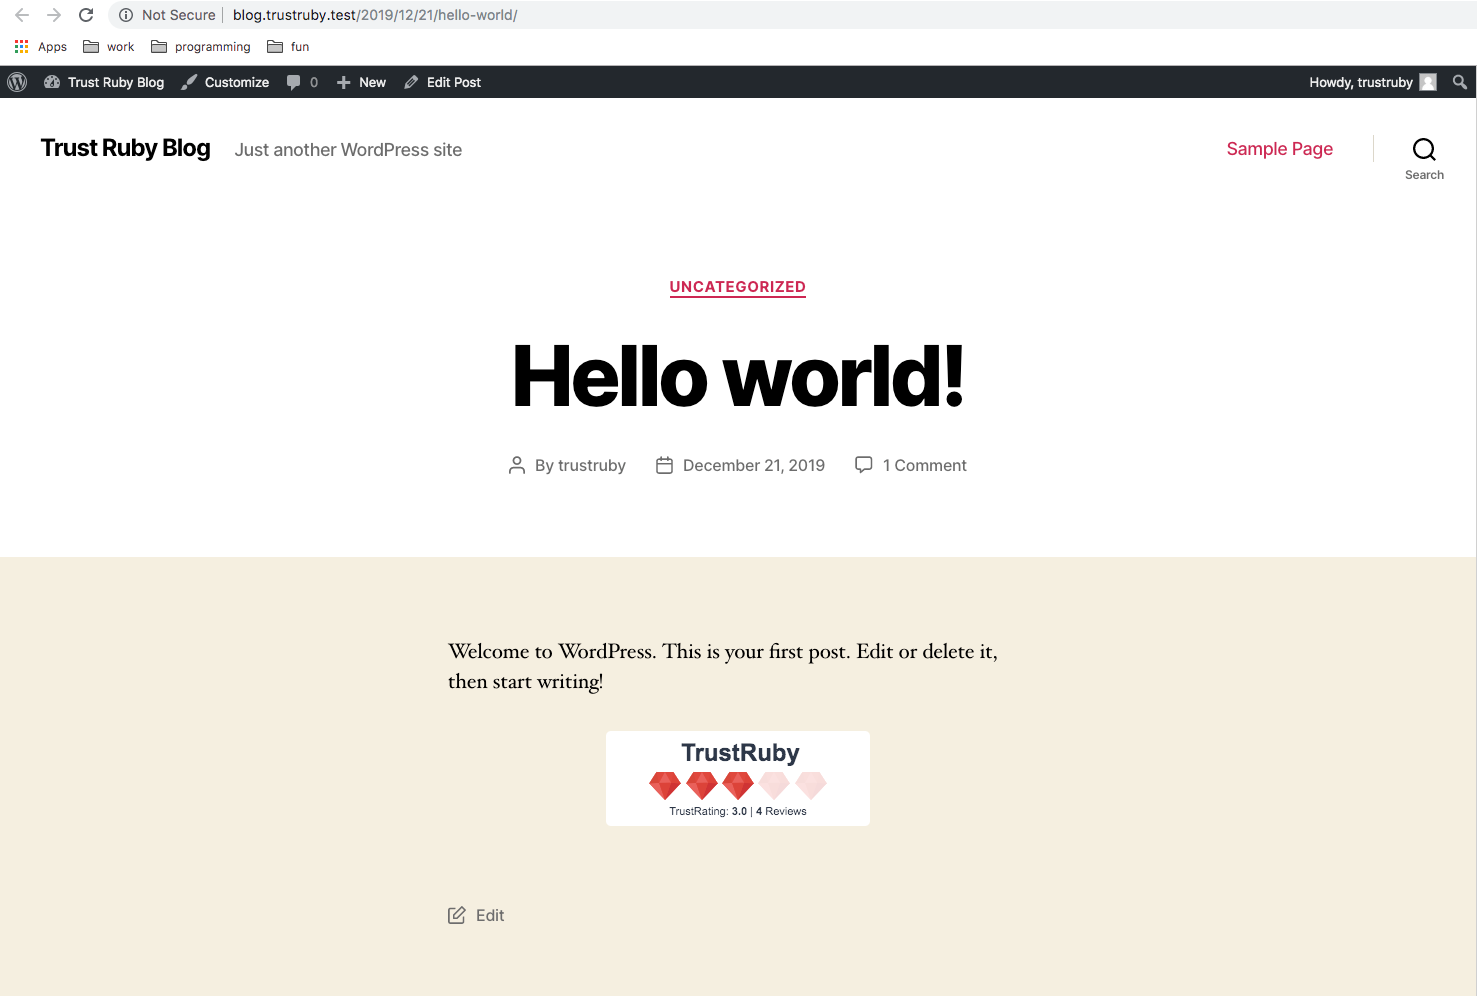 Not Secure | blog.trustruby.test/2019/12/21/hello-world/
Apps work programming fun
Trust Ruby Blog Customize 0 New Edit Post Howdy, trustruby
Trust Ruby Blog Just another WordPress site Sample Page
Search
UNCATEGORIZED
Hello world!
By trustruby December 21, 2019 1 Comment
Welcome to WordPress. This is your first post. Edit or delete it,
then start writing!
TrustRuby
TrustRating: 3.0 | 4 Reviews
Edit